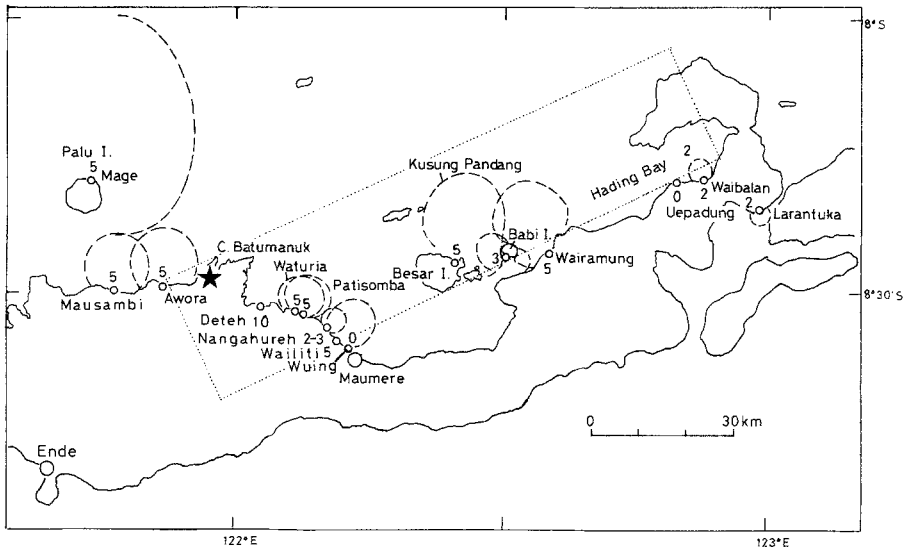 8°S
Palu I.
5
Mage
Kusung Pandang
Hading Bay
2
Waibalan
0
2
Uepadung
2
Larantuka
C. Batumanuk
Babi I.
5
3
Besar I.
3
5
Wairamung
Waturia
Patisomba
5
5
Mausambi
Awora
5
5
8°30'S
Deteh 10
Nangahureh 2-3
0
Wailiti 5
Wuing
Maumere
0 30km
Ende
122°E
123°E